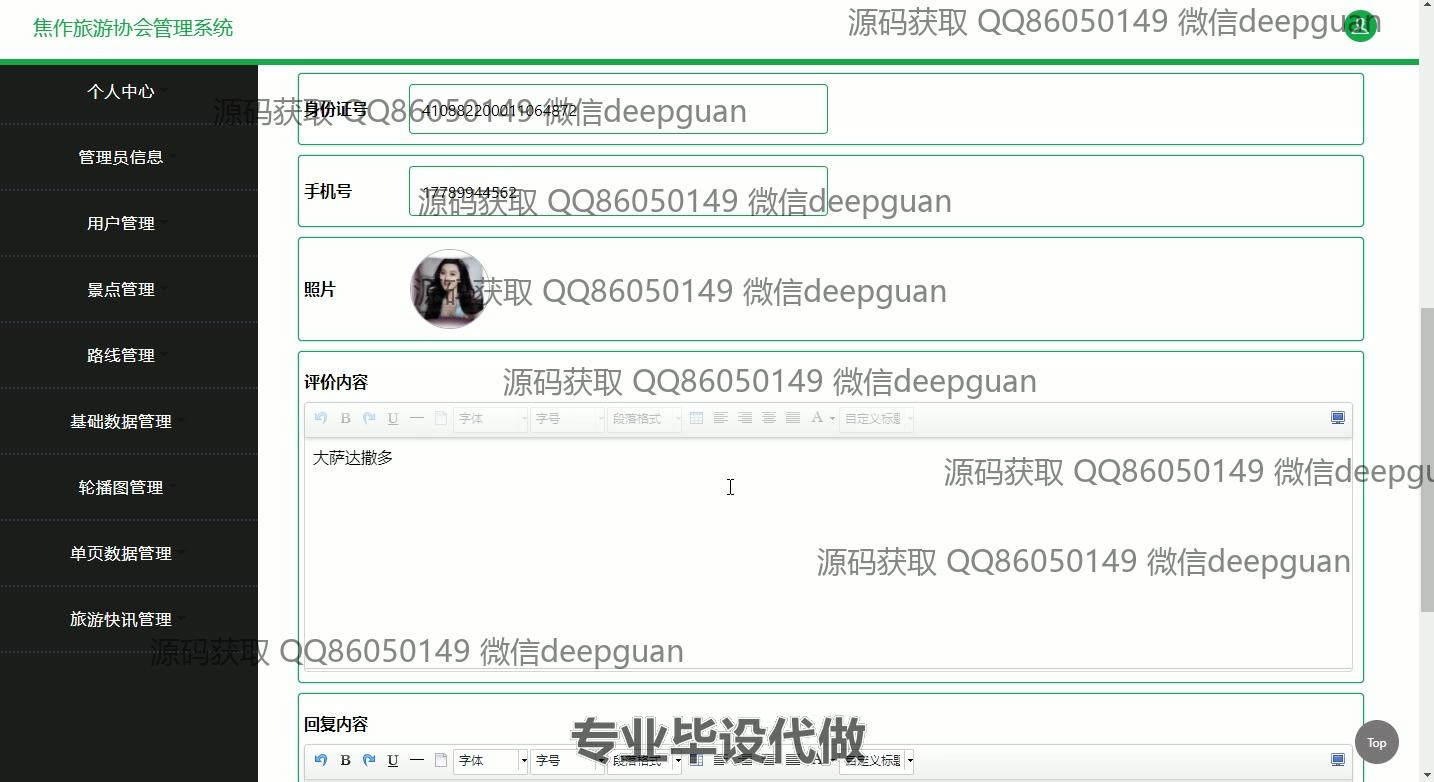 焦作旅游协会管理系统
源码获取 QQ86050149 微信deepguan
个人中心
身份证号 410882200011064872
源码获取 QQ86050149 微信deepguan
管理员信息
手机号 17789944562
源码获取 QQ86050149 微信deepguan
用户管理
景点管理
照片
源码获取 QQ86050149 微信deepguan
路线管理
评价内容
源码获取 QQ86050149 微信deepguan
基础数据管理
B U 字体 字号 段落格式 A 自定义标题
大萨达撒多
源码获取 QQ86050149 微信deepgu
轮播图管理
单页数据管理
源码获取 QQ86050149 微信deepguan
旅游快讯管理
源码获取 QQ86050149 微信deepguan
回复内容
专业毕设代做
Top
B U 字体 字号 段落格式 A 自定义标题